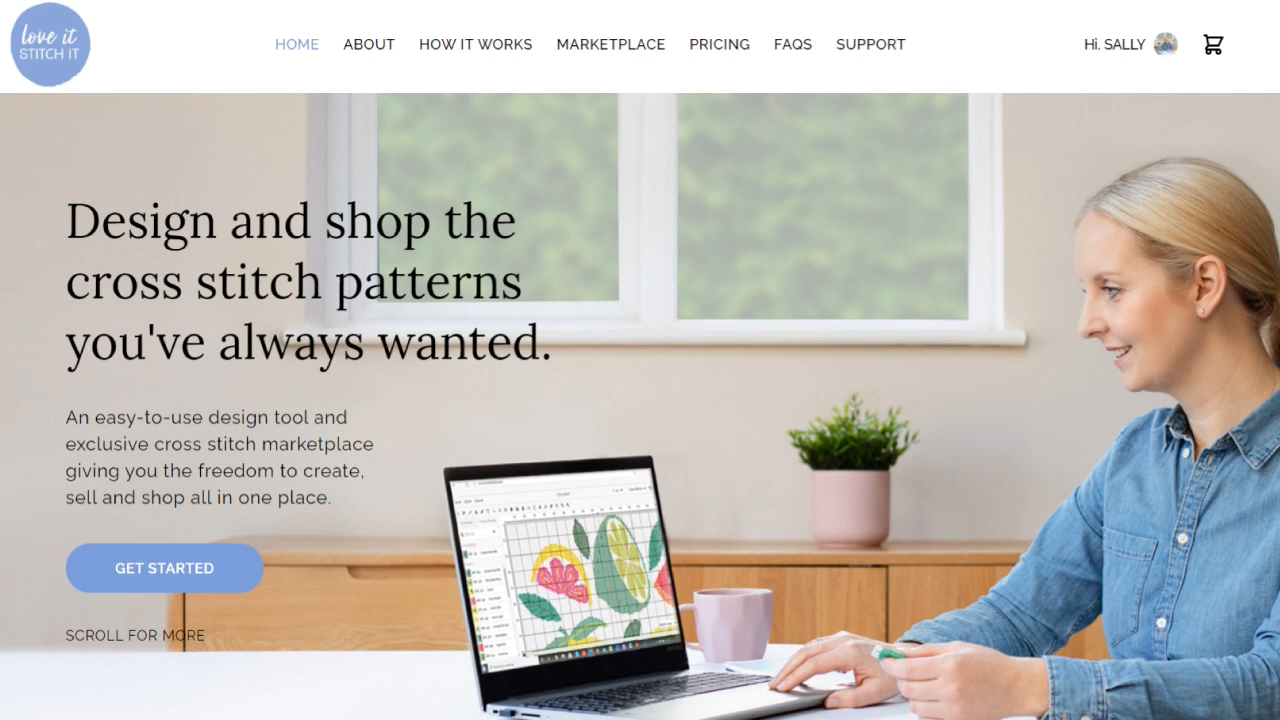 love it
STITCH IT
HOME ABOUT HOW IT WORKS MARKETPLACE PRICING FAQS SUPPORT
Hi. SALLY
Design and shop the
cross stitch patterns
you've always wanted.
An easy-to-use design tool and
exclusive cross stitch marketplace
giving you the freedom to create,
sell and shop all in one place.
GET STARTED
SCROLL FOR MORE